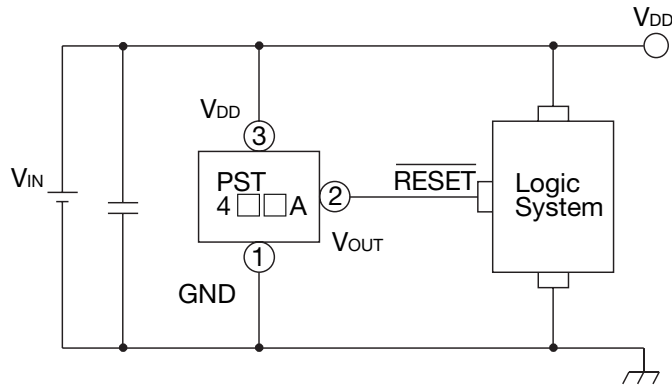 VDD
VDD
3
VIN
PST
4□□A
2
RESET
Logic
System
VOUT
1
GND